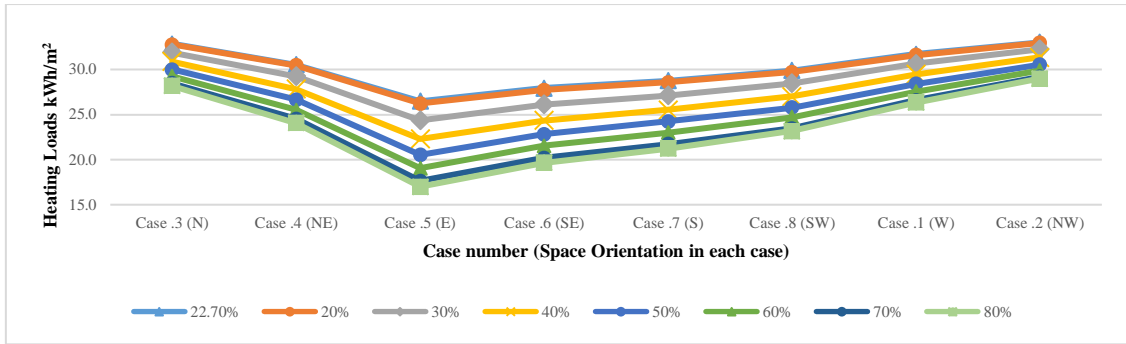 Heating Loads kWh/m²
30.0
25.0
20.0
15.0
Case .3 (N) Case .4 (NE) Case .5 (E) Case .6 (SE) Case .7 (S) Case .8 (SW) Case .1 (W) Case .2 (NW)
Case number (Space Orientation in each case)
22.70% 20% 30% 40% 50% 60% 70% 80%